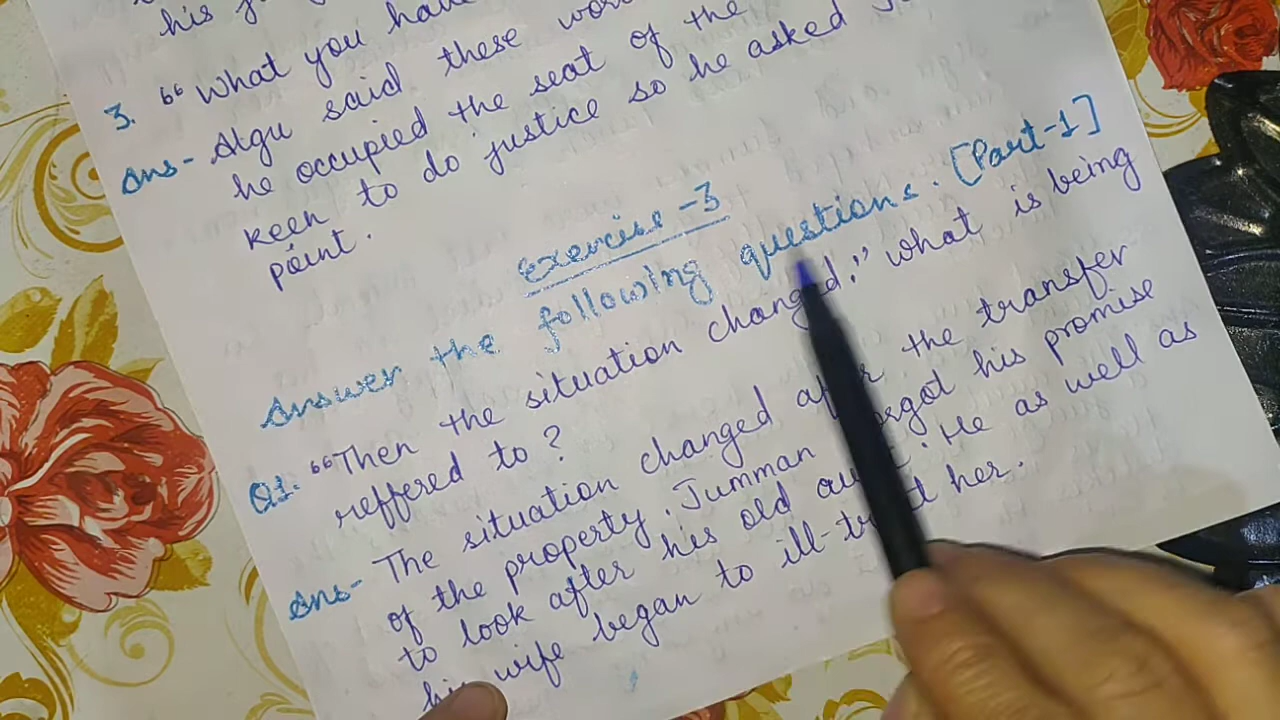 his
3. "What you have
Ans- Algu said these
he occupied the seat of the
keen to do justice so he asked
point.
Exercise -3
Answer the following questions. [Part-1]
Q1. "Then the situation changed." what is being
reffered to?
Ans- The situation changed after the transfer
of the property. Jumman forgot his promise
to look after his old aunt. He as well as
his wife began to ill-treat her.